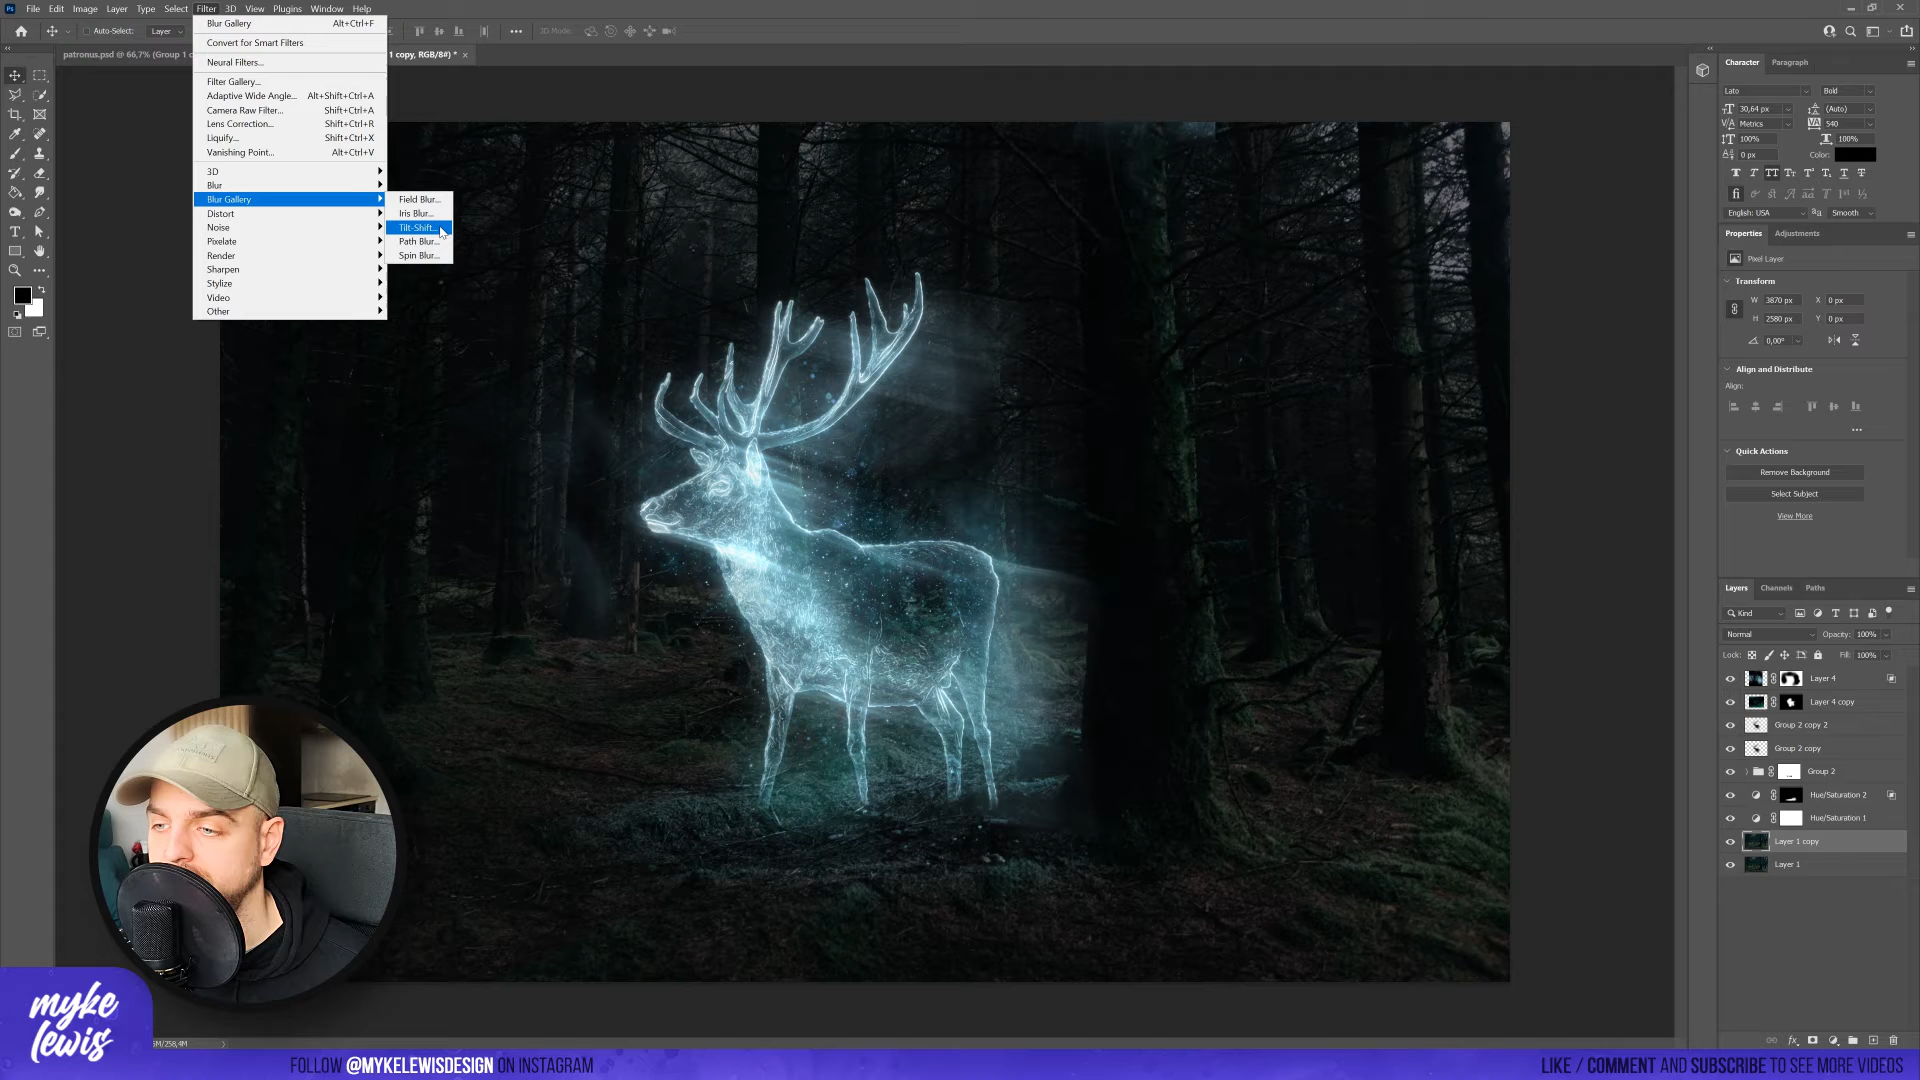 Ps File Edit Image Layer Type Select Filter 3D View Plugins Window Help
Auto-Select: Layer 3D Mode:
patronus.psd @ 66,7% (Group 1 c 1 copy, RGB/8#) *
Blur Gallery Alt+Ctrl+F
Convert for Smart Filters
Neural Filters...
Filter Gallery...
Adaptive Wide Angle... Alt+Shift+Ctrl+A
Camera Raw Filter... Shift+Ctrl+A
Lens Correction... Shift+Ctrl+R
Liquify... Shift+Ctrl+X
Vanishing Point... Alt+Ctrl+V
3D
Blur
Blur Gallery
Distort
Noise
Pixelate
Render
Sharpen
Stylize
Video
Other
Field Blur...
Iris Blur...
Tilt-Shift...
Path Blur...
Spin Blur...
Character Paragraph
Lato Bold
30,64 px (Auto)
Metrics 540
100% 100%
0 px Color:
English: USA Smooth
Properties Adjustments
Pixel Layer
Transform
W 3870 px X 0 px
H 2580 px Y 0 px
0,00°
Align and Distribute
Align:
Quick Actions
Remove Background
Select Subject
View More
Layers Channels Paths
Kind
Normal Opacity: 100%
Lock: Fill: 100%
Layer 4
Layer 4 copy
Group 2 copy 2
Group 2 copy
Group 2
Hue/Saturation 2
Hue/Saturation 1
Layer 1 copy
Layer 1
myke
lewis
M/258,4M
FOLLOW @MYKELEWISDESIGN ON INSTAGRAM
LIKE / COMMENT AND SUBSCRIBE TO SEE MORE VIDEOS